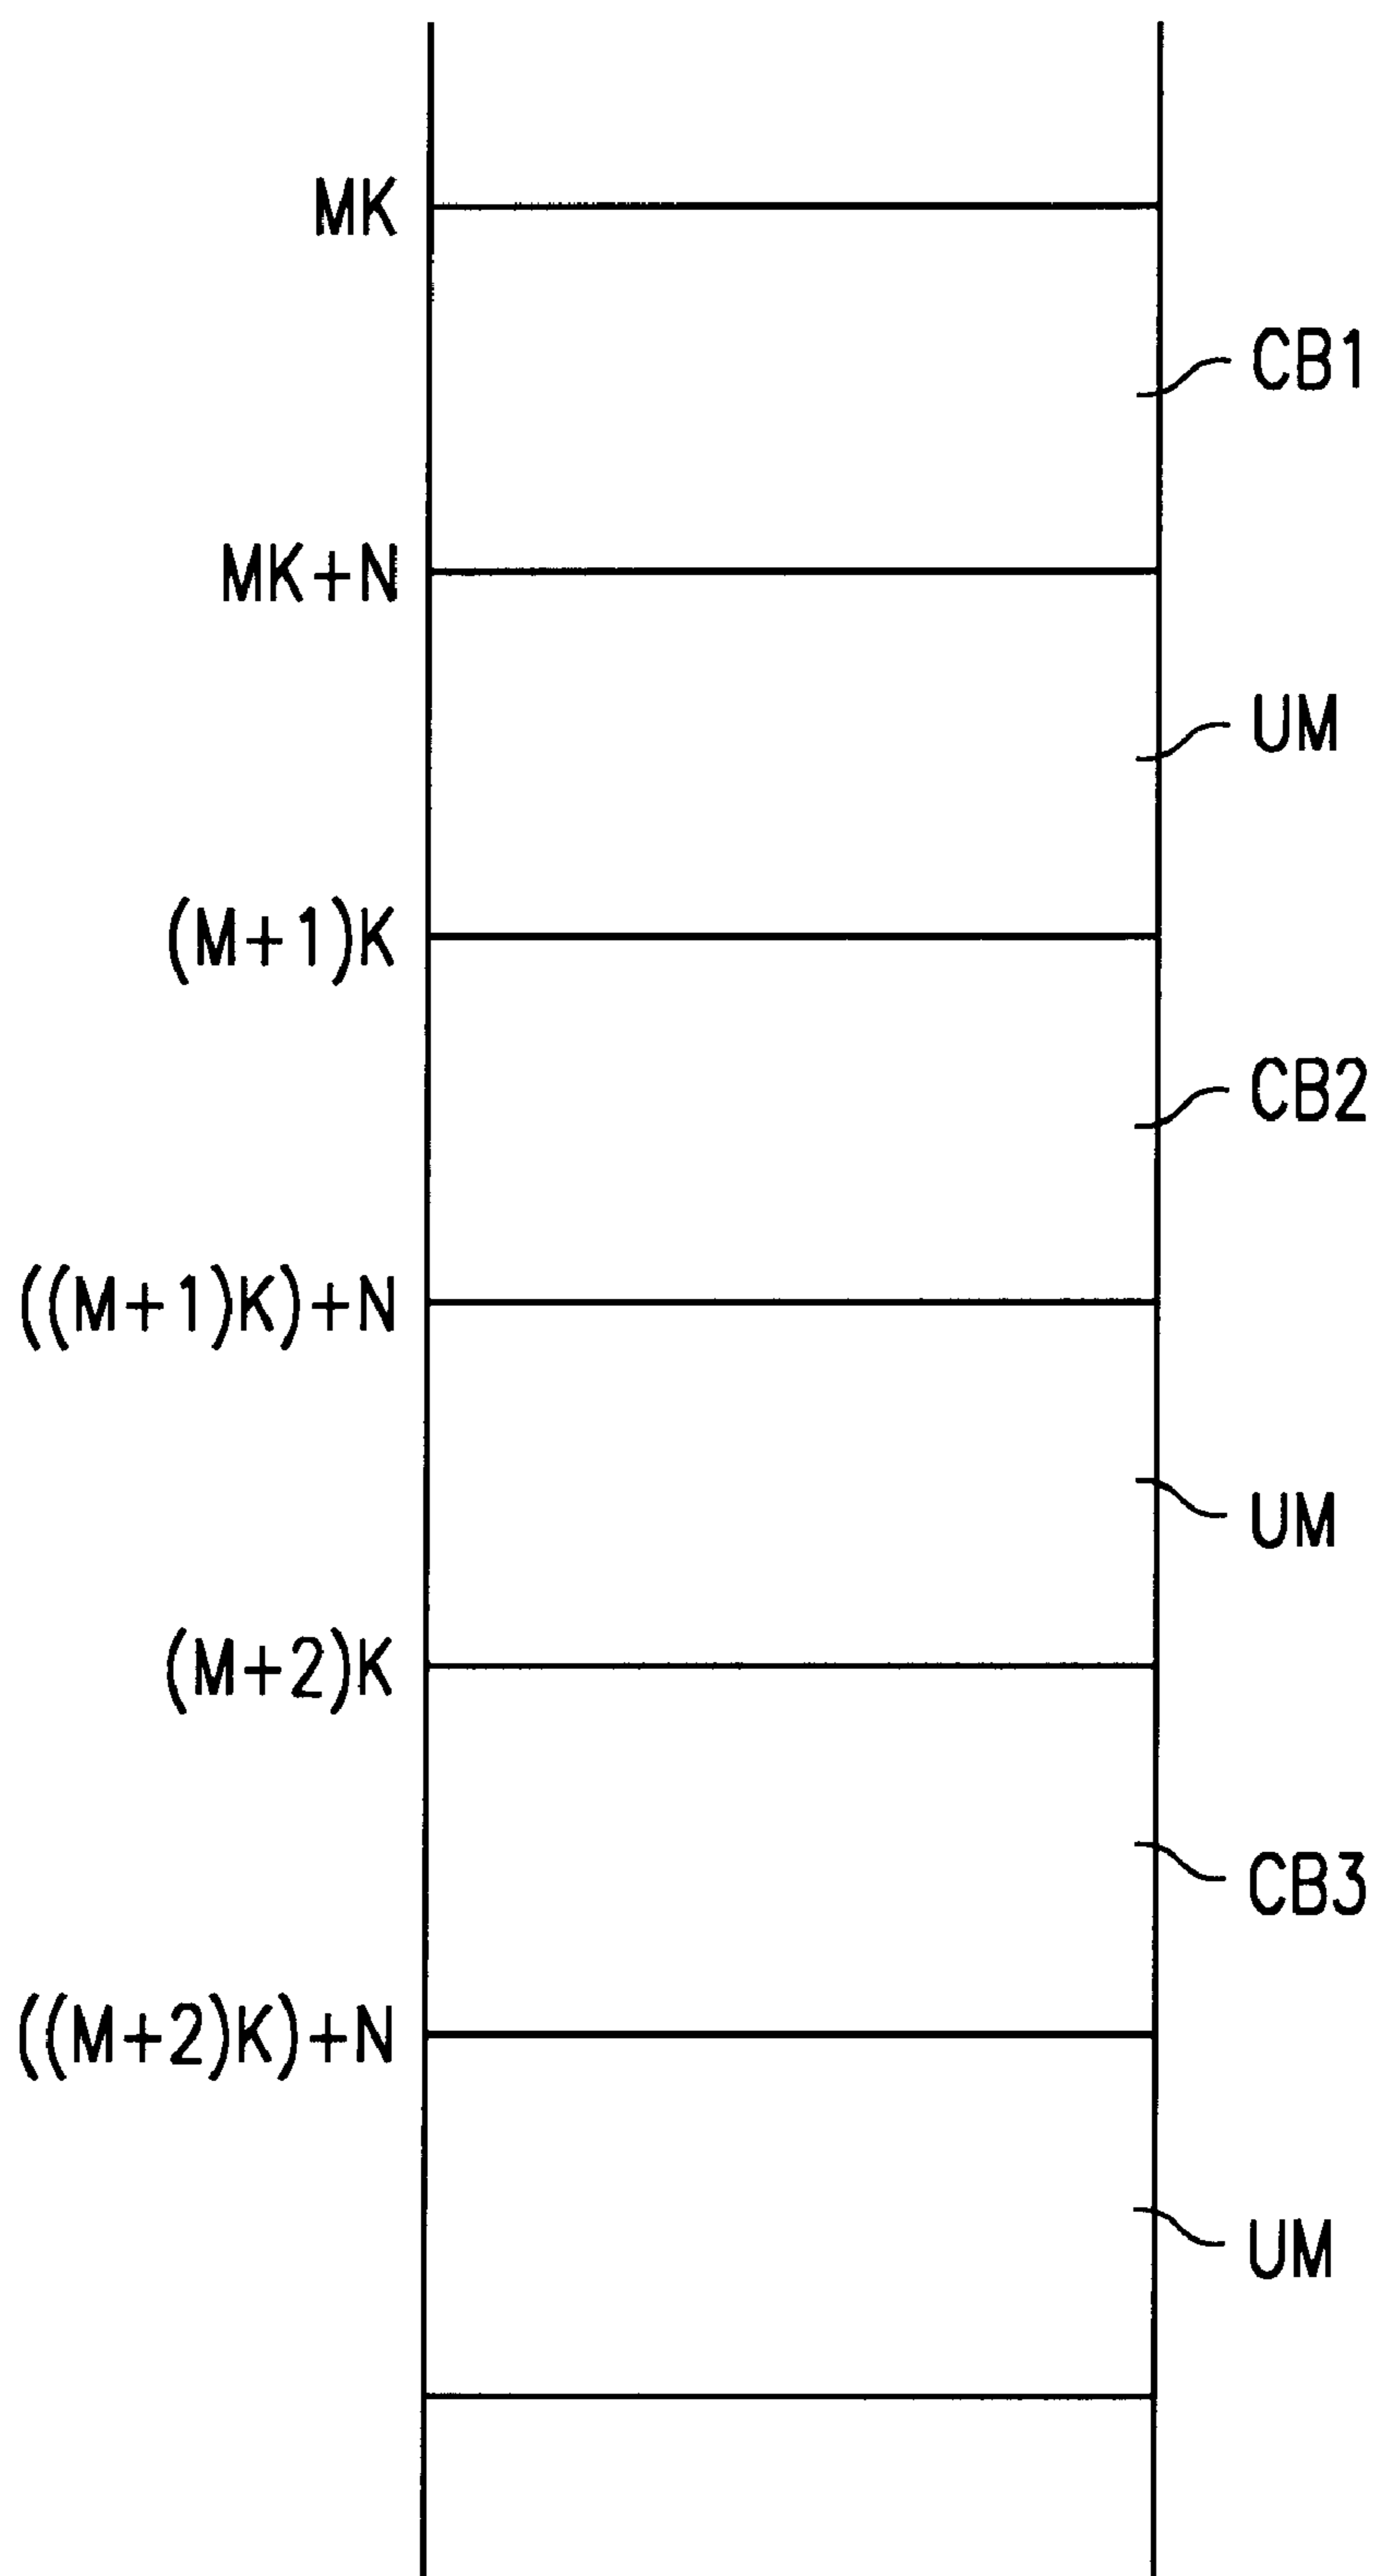 MK
CB1
MK+N
UM
(M+1)K
CB2
((M+1)K)+N
UM
(M+2)K
CB3
((M+2)K)+N
UM